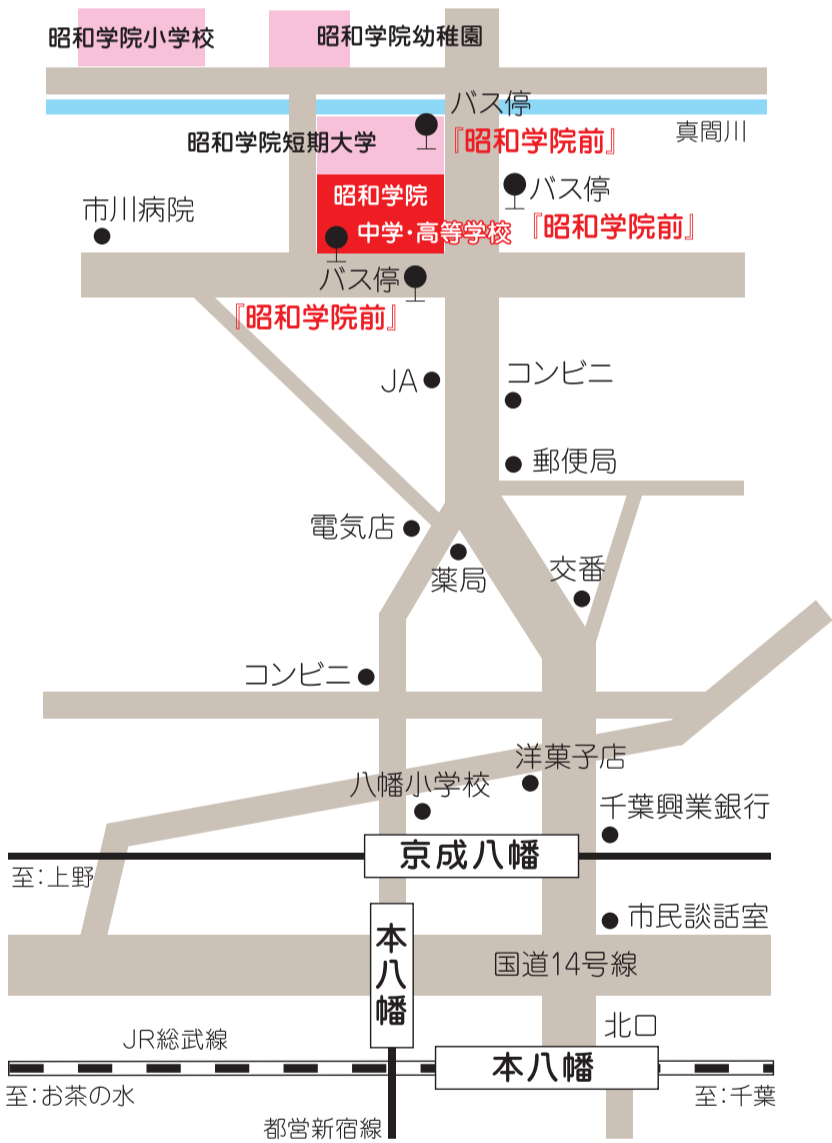 昭和学院小学校
昭和学院幼稚園
バス停
『昭和学院前』
真間川
昭和学院短期大学
昭和学院
中学・高等学校
バス停
『昭和学院前』
市川病院
バス停
『昭和学院前』
JA
コンビニ
郵便局
電気店
薬局
交番
コンビニ
洋菓子店
八幡小学校
千葉興業銀行
京成八幡
至：上野
市民談話室
本八幡
国道14号線
北口
JR総武線
本八幡
至：お茶の水
至：千葉
都営新宿線